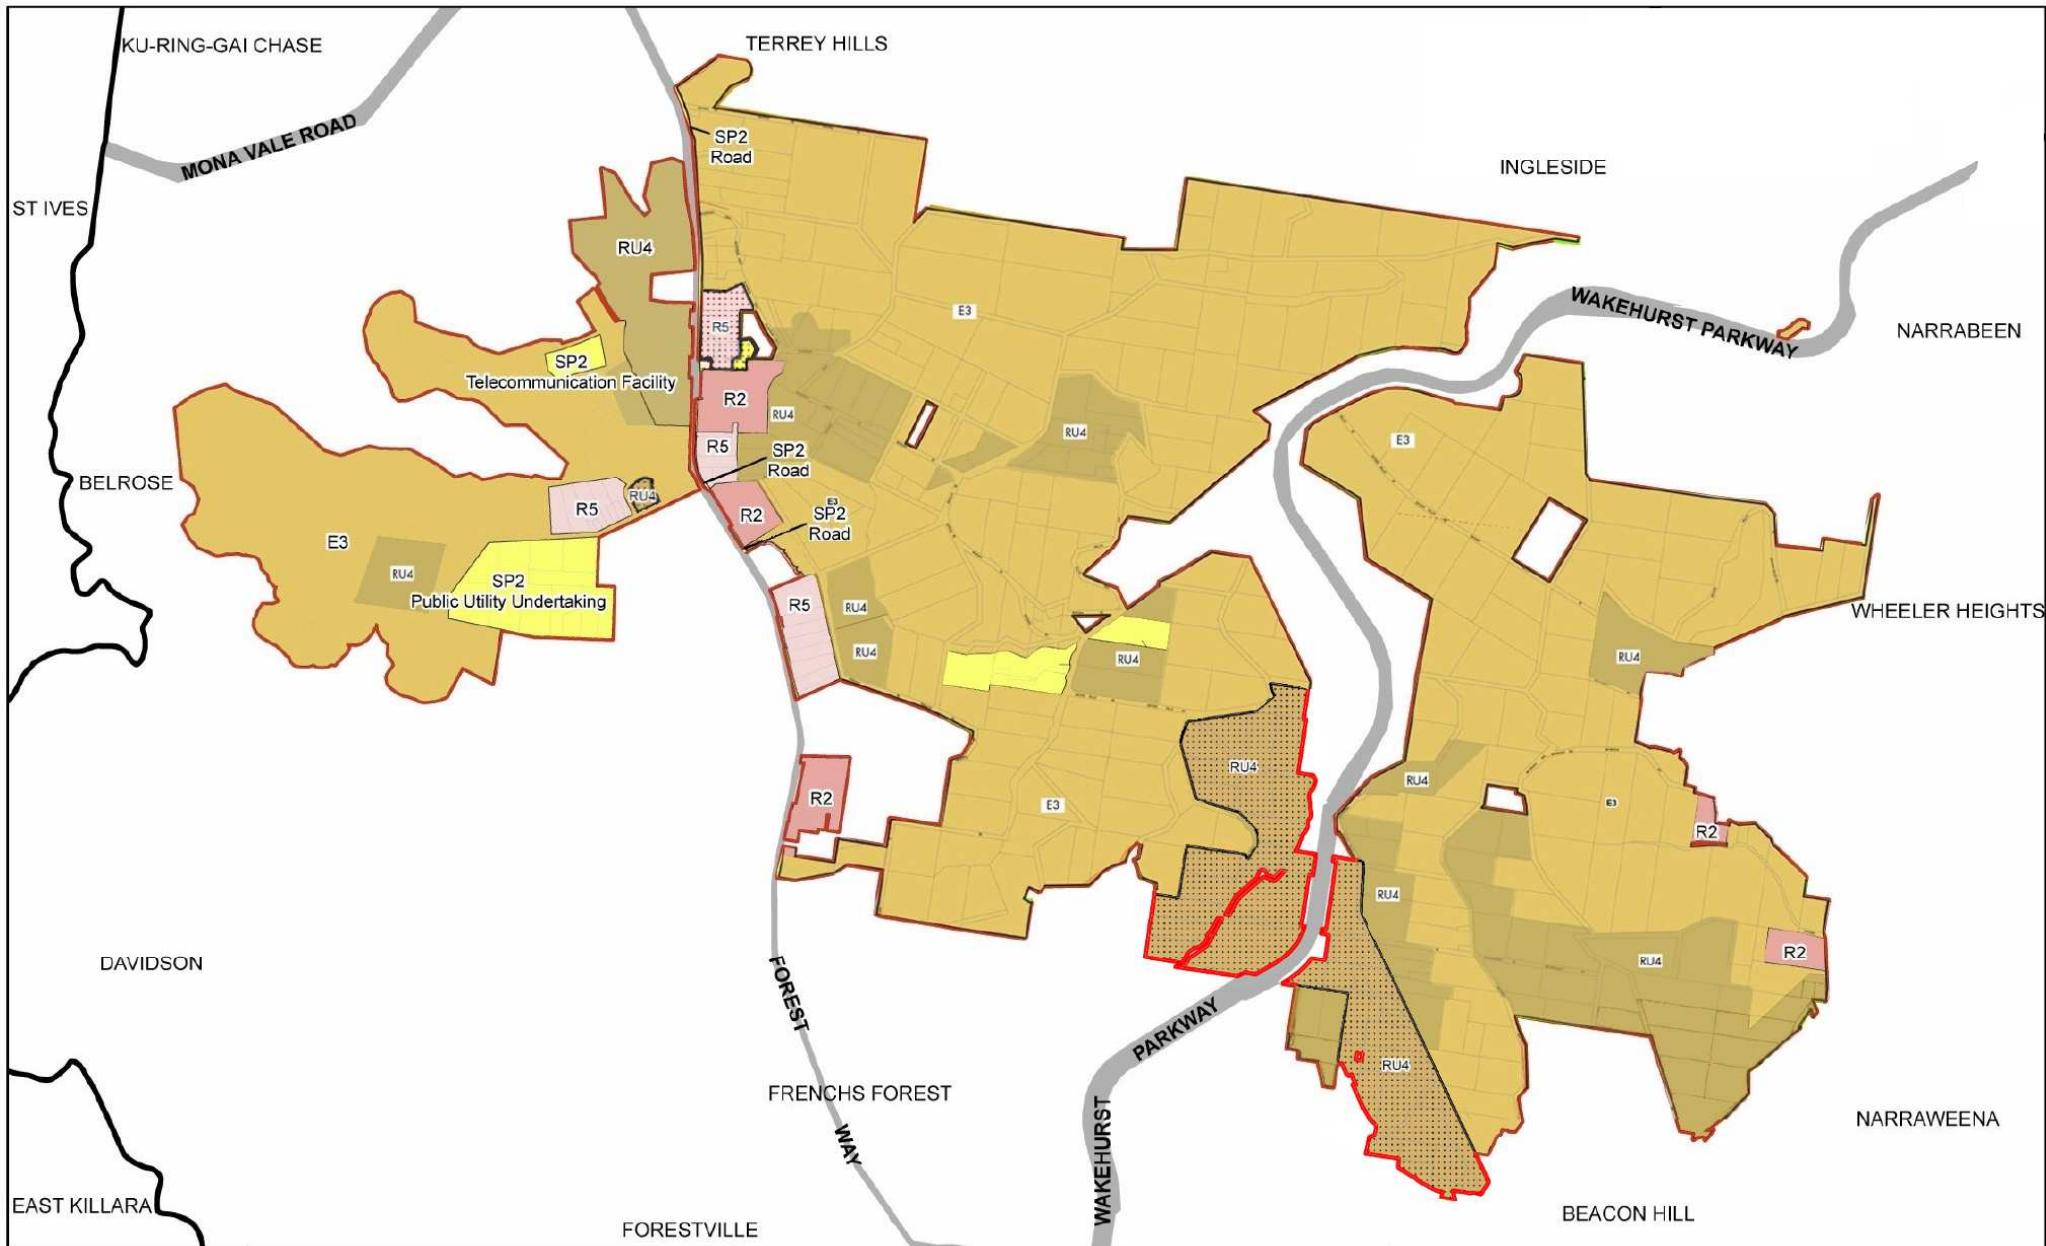 KU-RING-GAI CHASE
TERREY HILLS
MONA VALE ROAD
SP2
Road
INGLESIDE
ST IVES
RU4
E3
WAKEHURST PARKWAY
R5
NARRABEEN
SP2
Telecommunication Facility
R2
RU4
RU4
E3
R5
SP2
Road
BELROSE
R5
RU4
R2
E3
SP2
Road
E3
RU4
SP2
Public Utility Undertaking
R5
RU4
WHEELER HEIGHTS
RU4
RU4
RU4
RU4
RU4
R2
E3
E3
R2
RU4
R2
RU4
DAVIDSON
FOREST
WAY
PARKWAY
WAKEHURST
RU4
FRENCHS FOREST
NARRAWEENA
EAST KILLARA
FORESTVILLE
BEACON HILL